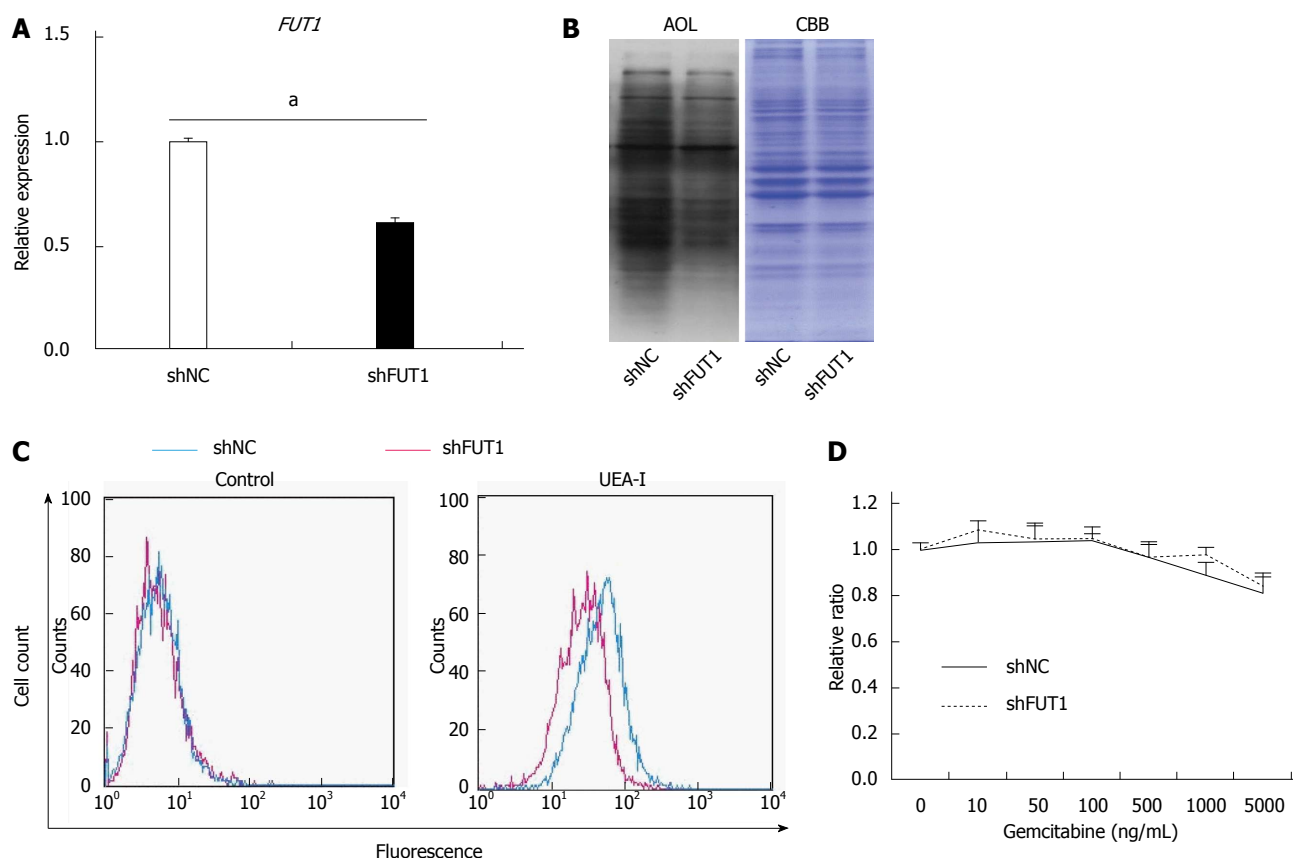 A
FUT1
Relative expression
1.5
1.0
0.5
0.0
a
shNC
shFUT1
B
AOL
CBB
shNC
shFUT1
shNC
shFUT1
C
shNC
shFUT1
Control
UEA-I
Cell count
Counts
100
80
60
40
20
0
10⁰
10¹
10²
10³
10⁴
Counts
100
80
60
40
20
0
10⁰
10¹
10²
10³
10⁴
Fluorescence
D
Relative ratio
1.2
1.0
0.8
0.6
0.4
0.2
0.0
shNC
shFUT1
0 10 50 100 500 1000 5000
Gemcitabine (ng/mL)